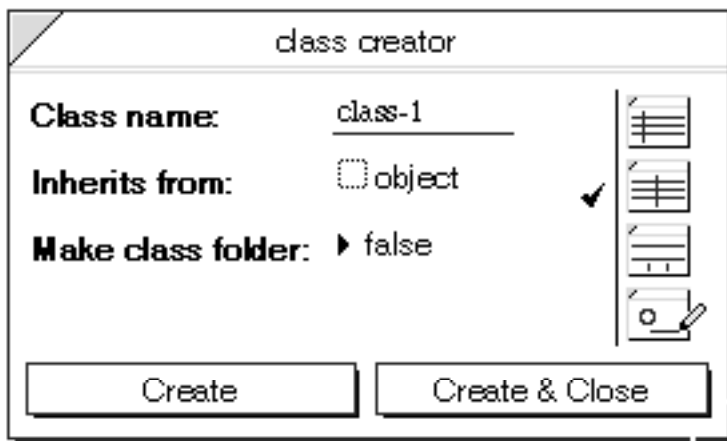 class creator
Class name: class-1
Inherits from: object
Make class folder: false
Create Create & Close